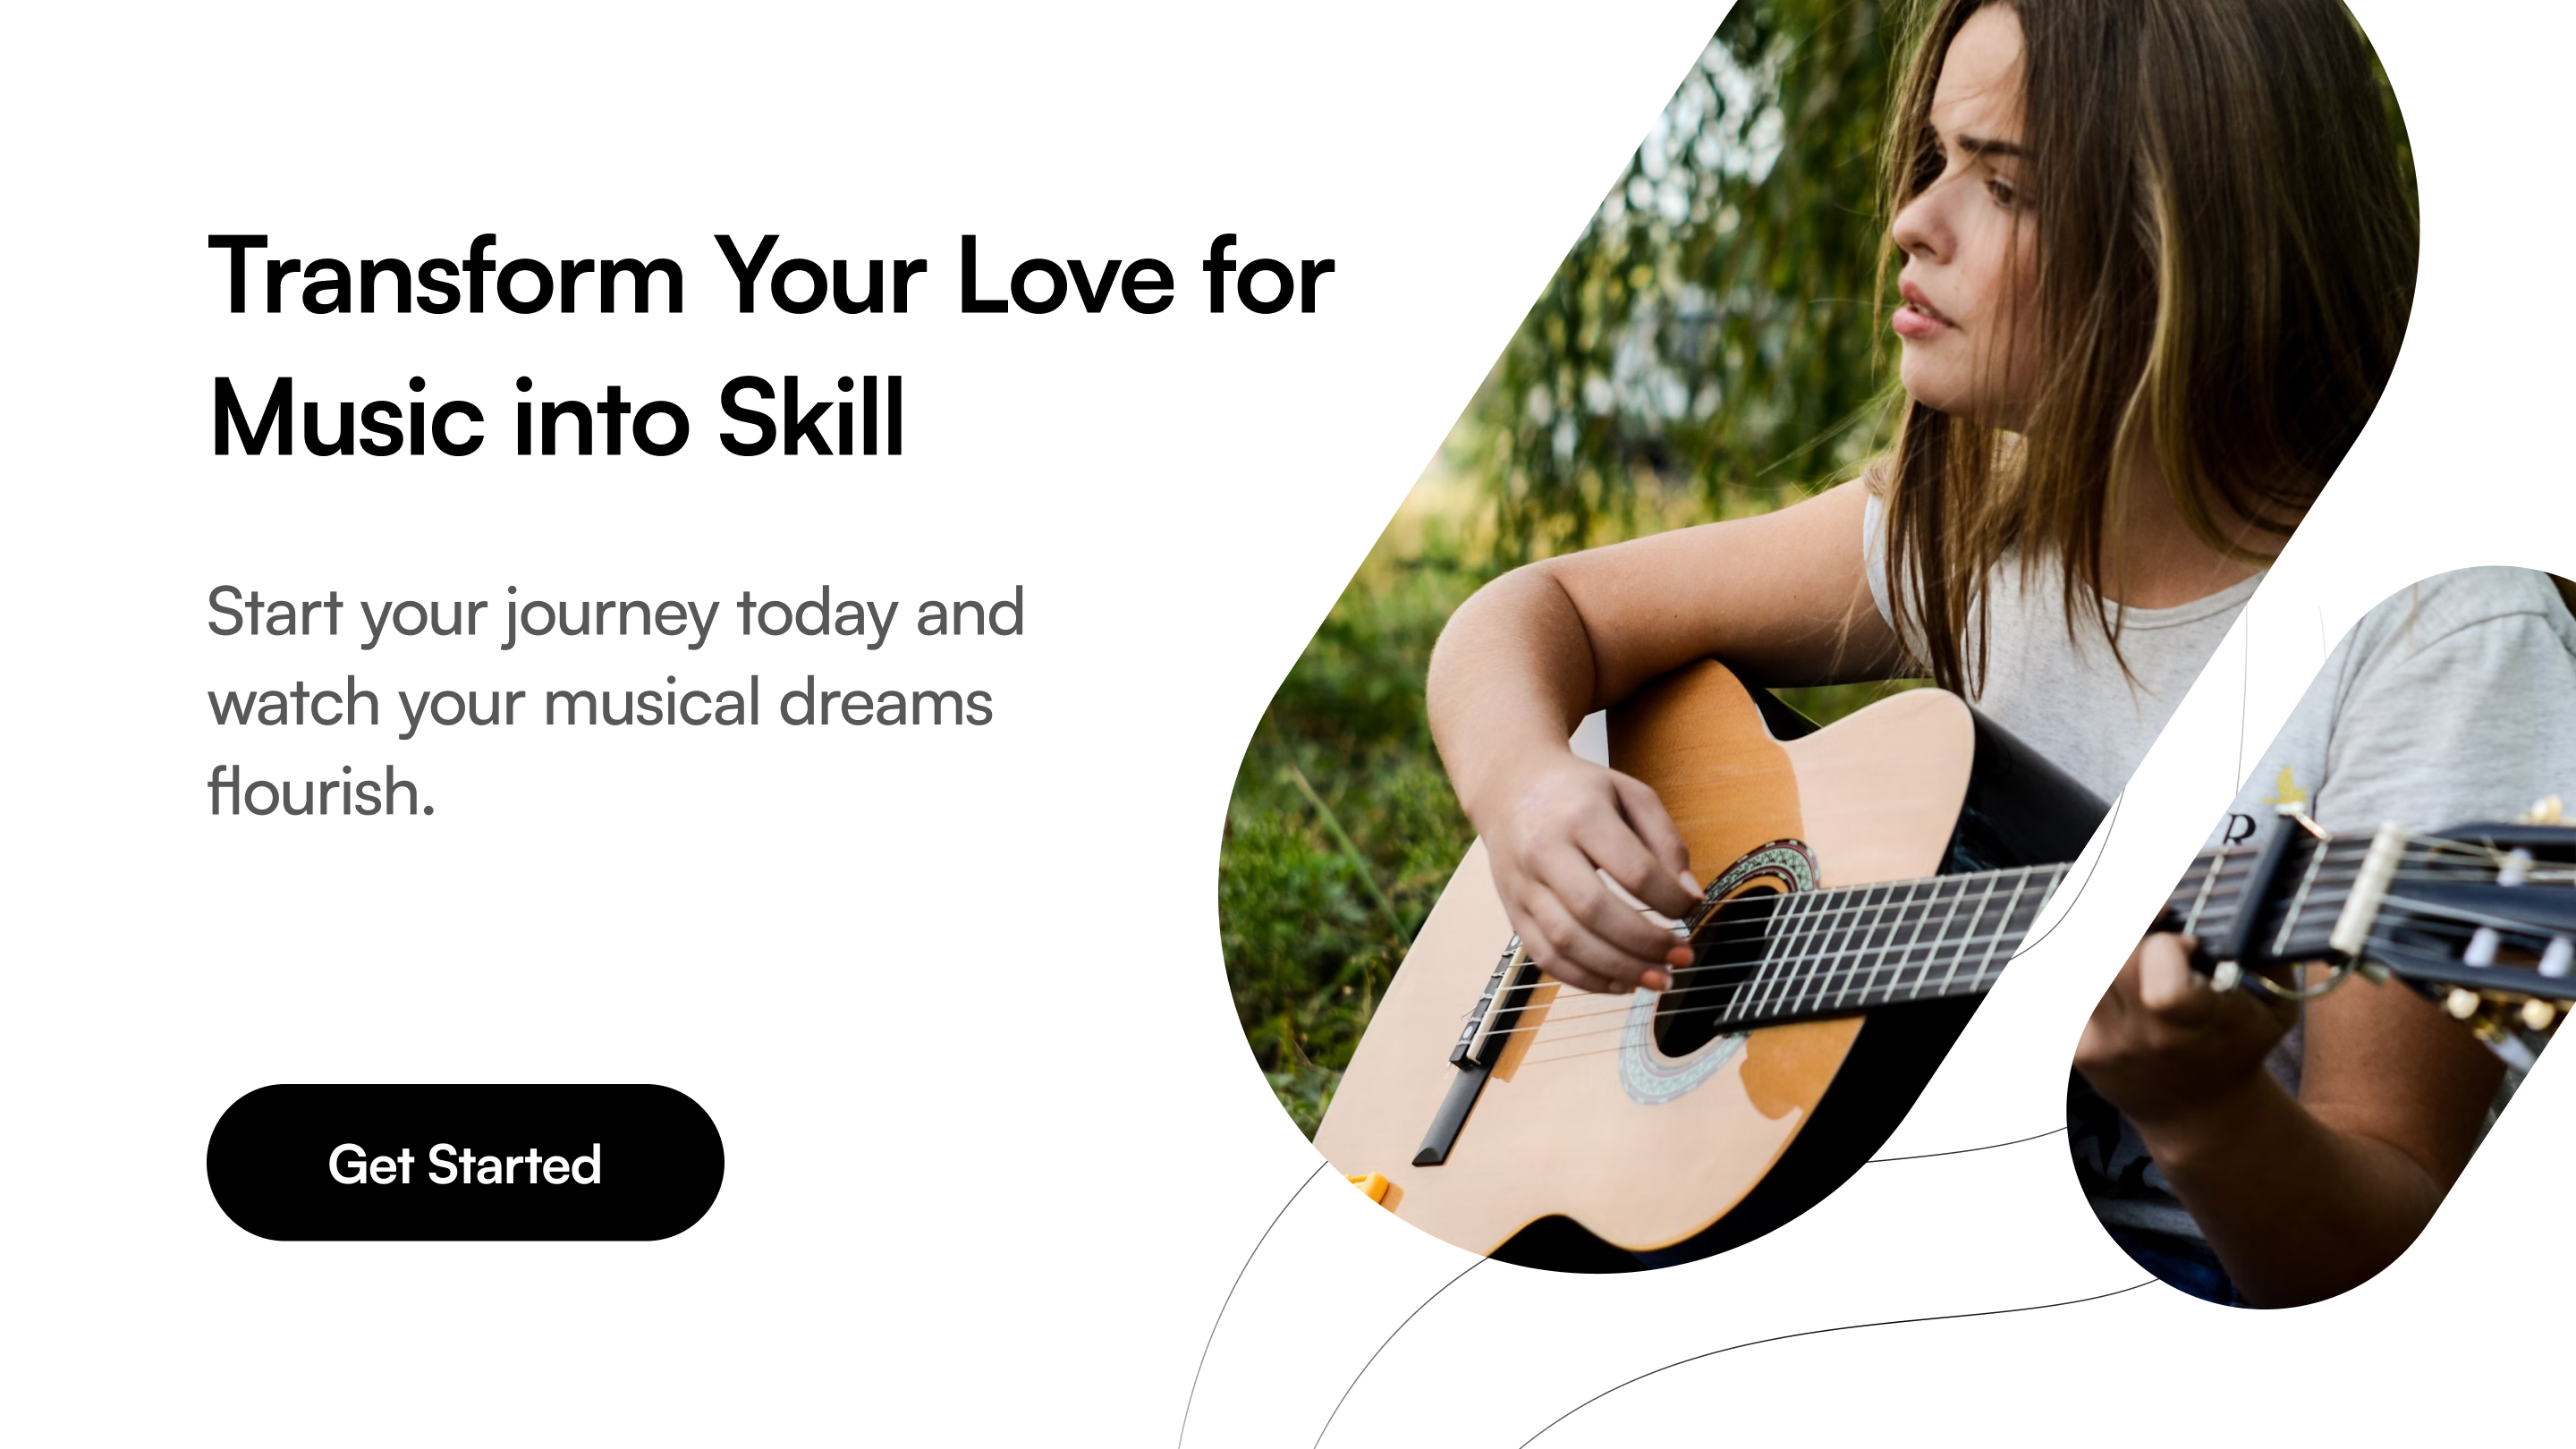 Transform Your Love for
Music into Skill
Start your journey today and
watch your musical dreams
flourish.
Get Started
R